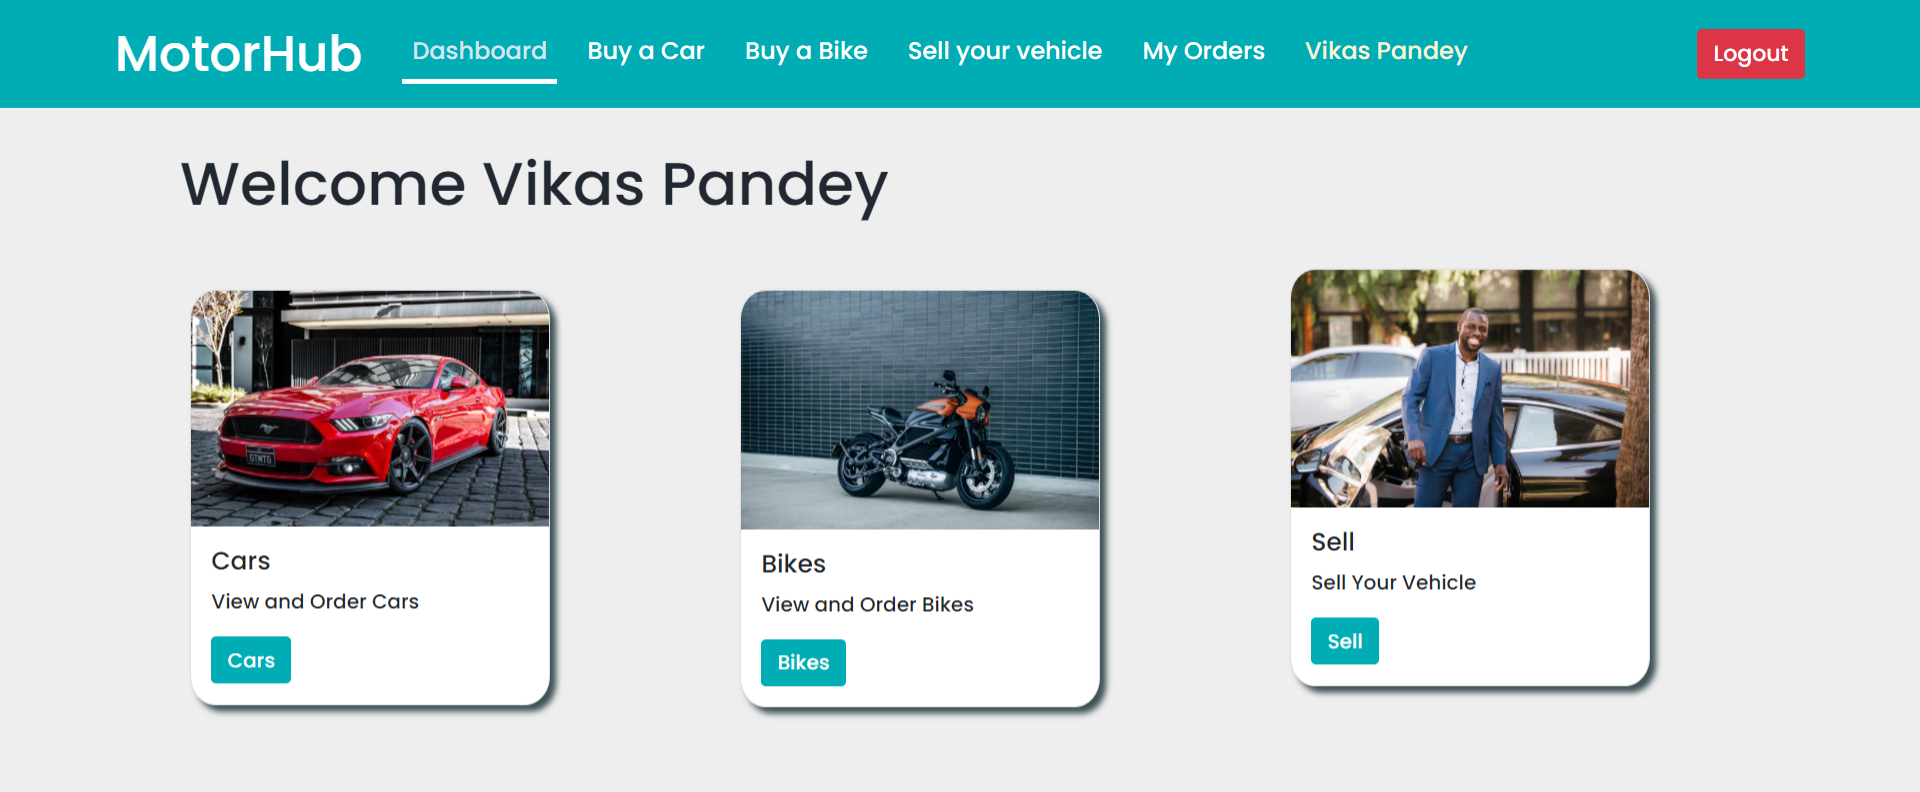 MotorHub Dashboard Buy a Car Buy a Bike Sell your vehicle My Orders Vikas Pandey Logout
Welcome Vikas Pandey
GTMTG
Cars
View and Order Cars
Cars
Bikes
View and Order Bikes
Bikes
Sell
Sell Your Vehicle
Sell